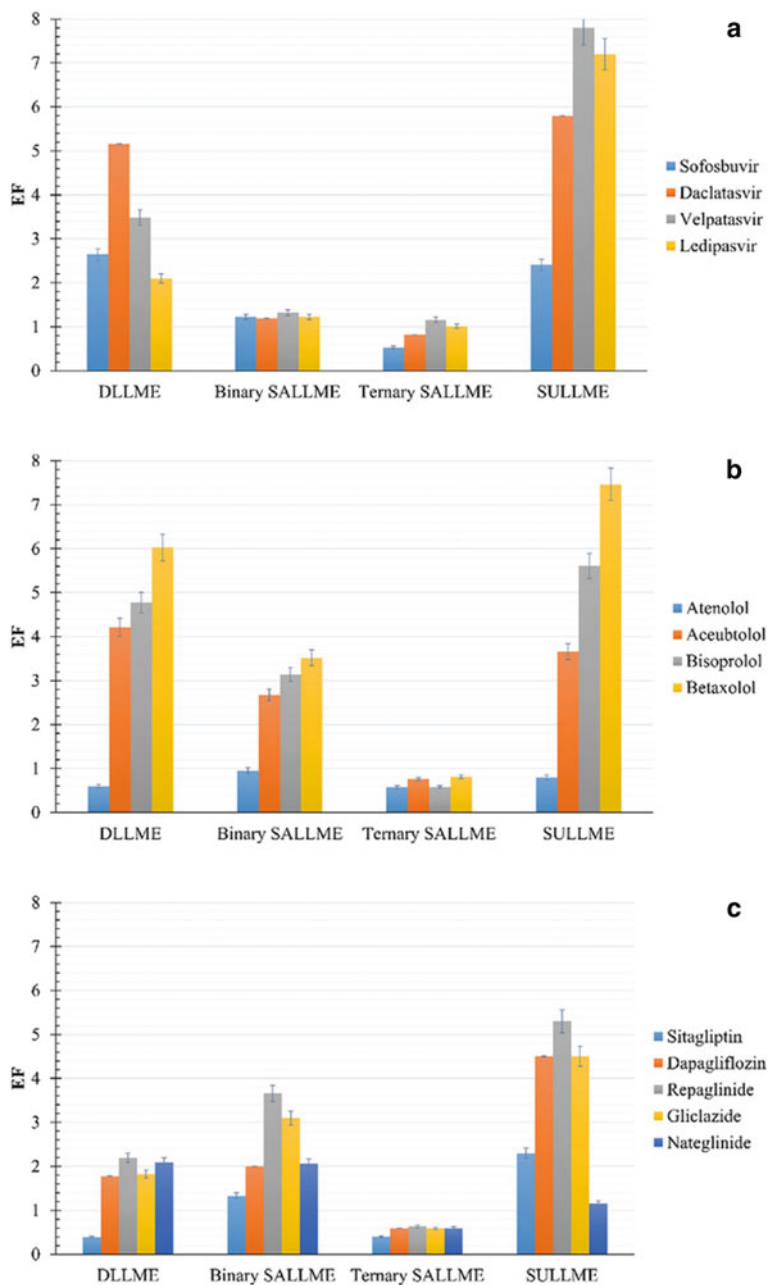 a
8
7
6
5
4
3
2
1
0
EF
DLLME
Binary SALLME
Ternary SALLME
SULLME
Sofosbuvir
Daclatasvir
Velpatasvir
Ledipasvir
b
8
7
6
5
4
3
2
1
0
EF
DLLME
Binary SALLME
Ternary SALLME
SULLME
Atenolol
Aceubtolol
Bisoprolol
Betaxolol
c
8
7
6
5
4
3
2
1
0
EF
DLLME
Binary SALLME
Ternary SALLME
SULLME
Sitagliptin
Dapagliflozin
Repaglinide
Gliclazide
Nateglinide